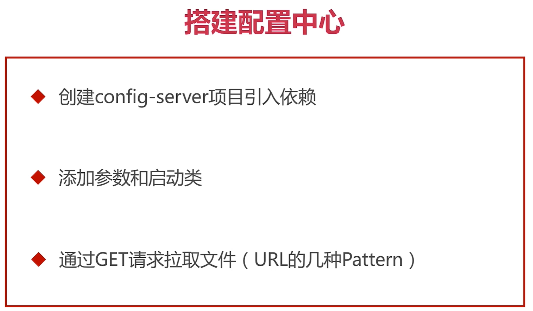 搭建配置中心
创建config-server项目引入依赖
添加参数和启动类
通过GET请求拉取文件（URL的几种Pattern）